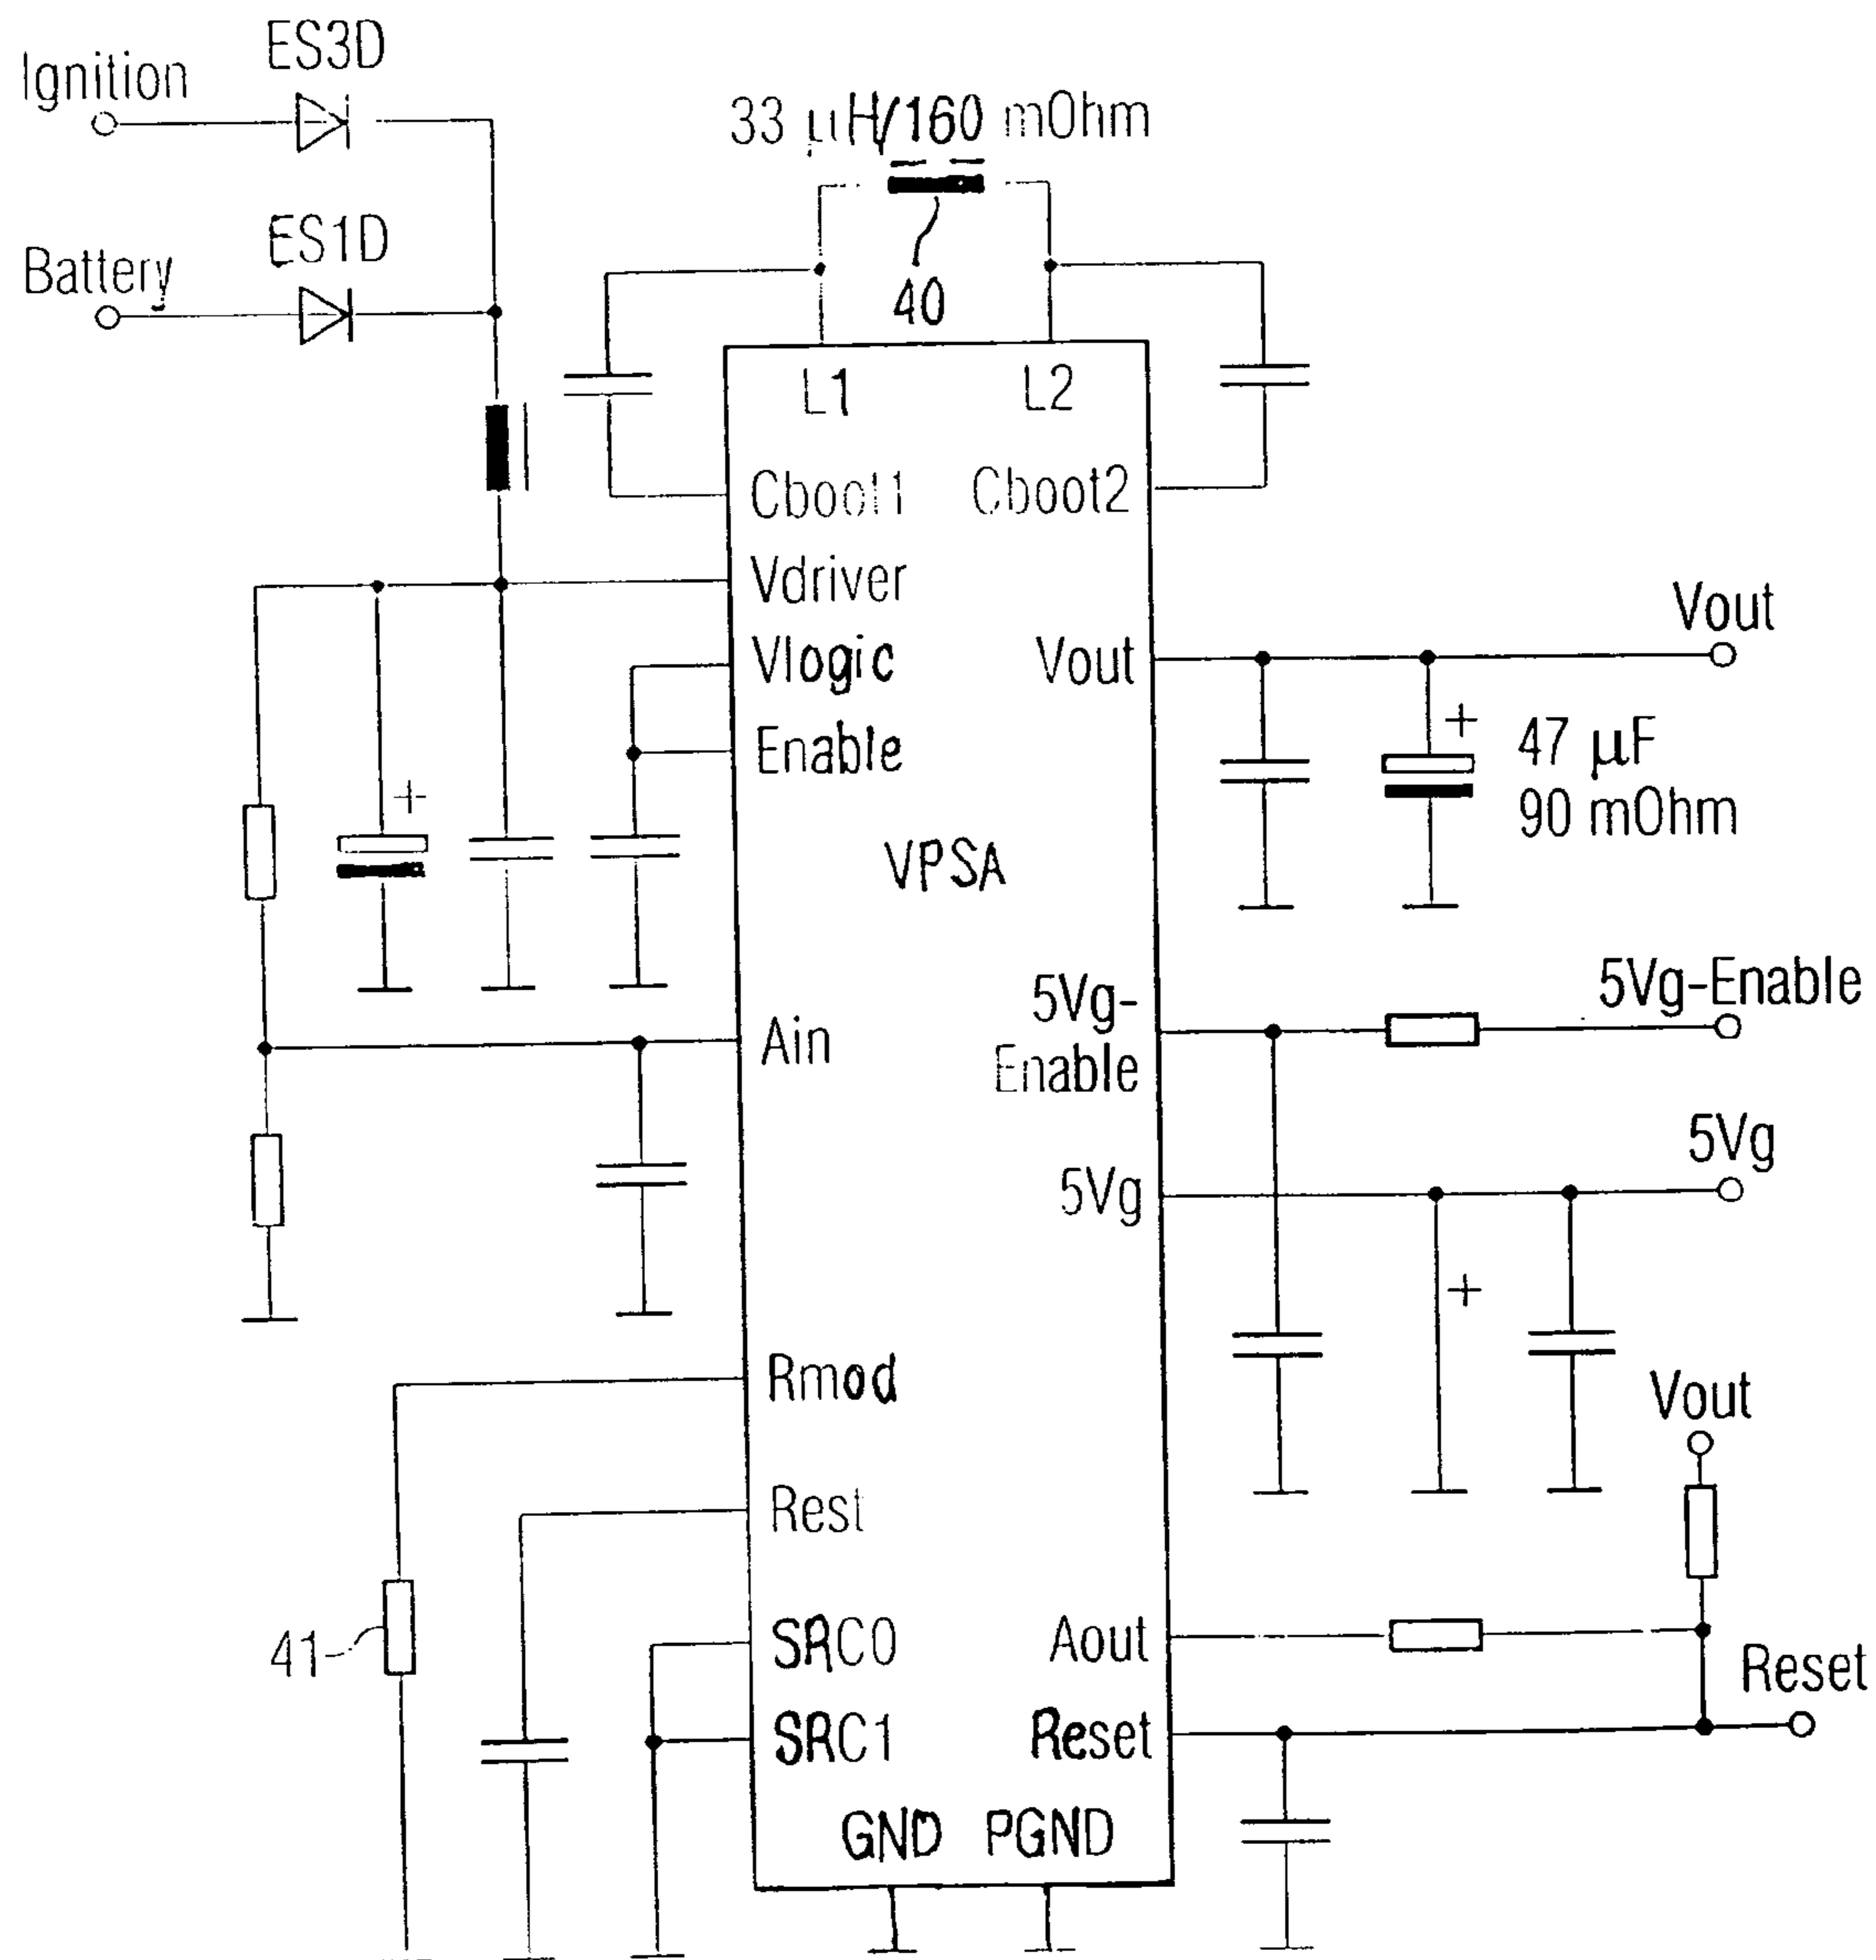 Ignition
ES3D
33 µH/160 mOhm
Battery
ES1D
40
L1
L2
Cboot1
Cboot2
Vdriver
Vlogic
Vout
Vout
Enable
+
47 µF
90 mOhm
+
VPSA
5Vg-
Enable
5Vg-Enable
Ain
5Vg
5Vg
+
Rmod
Vout
Rest
41
SRC0
Aout
Reset
SRC1
Reset
GND
PGND